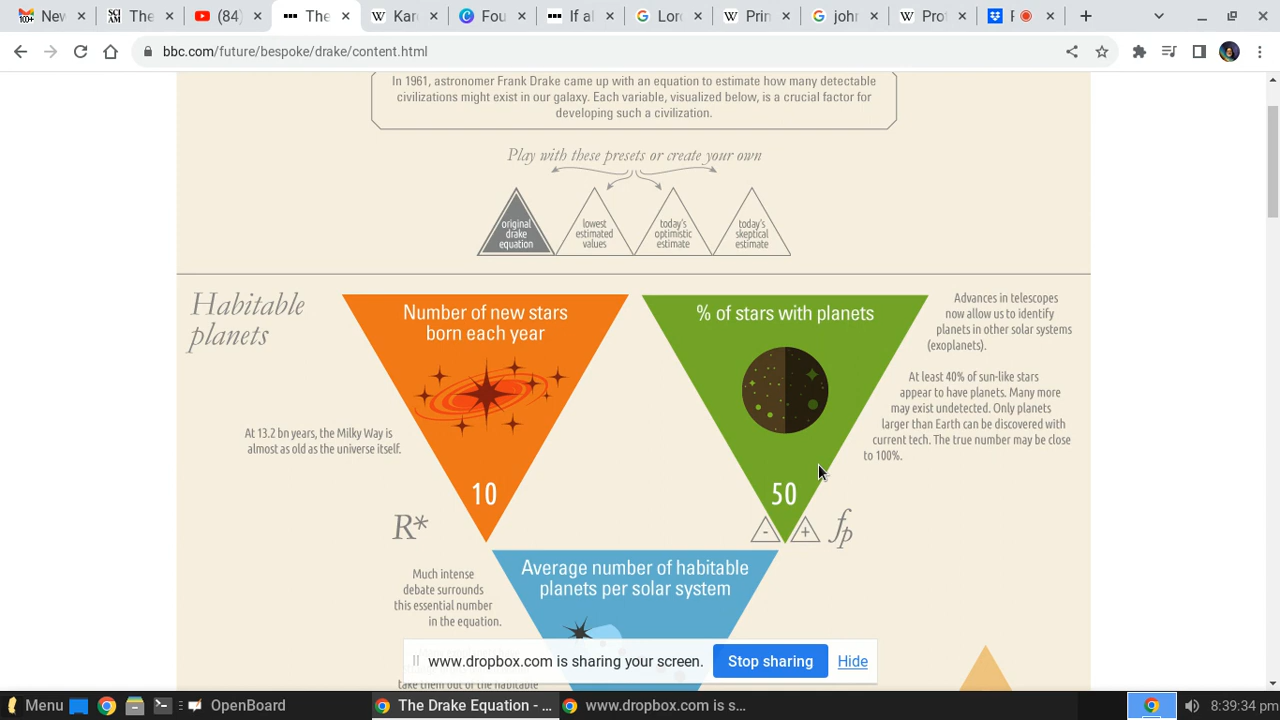 New
The
(84)
The
Kar
Fou
If al
Lord
Prin
john
Prot
F
bbc.com/future/bespoke/drake/content.html
In 1961, astronomer Frank Drake came up with an equation to estimate how many detectable
civilizations might exist in our galaxy. Each variable, visualized below, is a crucial factor for
developing such a civilization.
Play with these presets or create your own
original
drake
equation
lowest
estimated
values
today's
optimistic
estimate
today's
skeptical
estimate
Habitable
planets
Number of new stars
born each year
At 13.2 bn years, the Milky Way is
almost as old as the universe itself.
10
R*
% of stars with planets
50
- +
fp
Advances in telescopes
now allow us to identify
planets in other solar systems
(exoplanets).
At least 40% of sun-like stars
appear to have planets. Many more
may exist undetected. Only planets
larger than Earth can be discovered with
current tech. The true number may be close
to 100%.
Average number of habitable
planets per solar system
Much intense
debate surrounds
this essential number
in the equation.
take them out of the habitable
www.dropbox.com is sharing your screen.
Stop sharing
Hide
Menu
OpenBoard
The Drake Equation - ...
www.dropbox.com is s...
8:39:34 pm